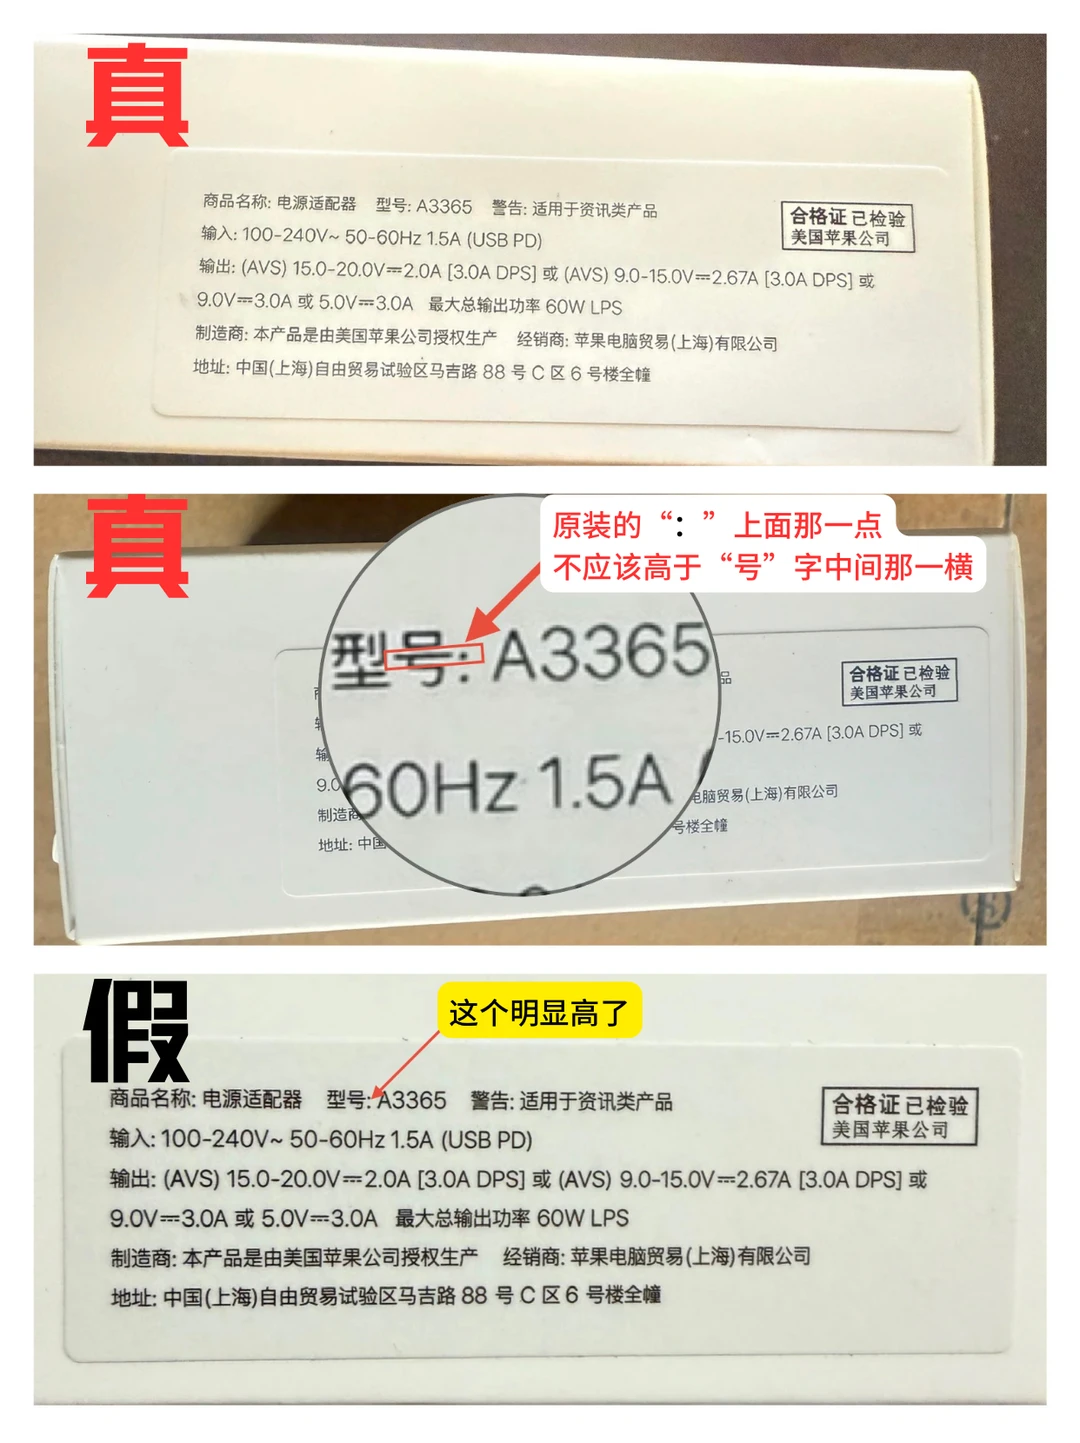 真
商品名称: 电源适配器 型号: A3365 警告: 适用于资讯类产品
输入: 100-240V~ 50-60Hz 1.5A (USB PD)
输出: (AVS) 15.0-20.0V⎓2.0A [3.0A DPS] 或 (AVS) 9.0-15.0V⎓2.67A [3.0A DPS] 或
9.0V⎓3.0A 或 5.0V⎓3.0A 最大总输出功率 60W LPS
制造商: 本产品是由美国苹果公司授权生产 经销商: 苹果电脑贸易(上海)有限公司
地址: 中国(上海)自由贸易试验区马吉路 88 号 C 区 6 号楼全幢
合格证 已检验
美国苹果公司
真
原装的“：”上面那一点
不应该高于“号”字中间那一横
型号: A3365
60Hz 1.5A
品
合格证 已检验
美国苹果公司
-15.0V⎓2.67A [3.0A DPS] 或
9.0
制造商
电脑贸易(上海)有限公司
地址: 中国
号楼全幢
假
这个明显高了
商品名称: 电源适配器 型号: A3365 警告: 适用于资讯类产品
输入: 100-240V~ 50-60Hz 1.5A (USB PD)
输出: (AVS) 15.0-20.0V⎓2.0A [3.0A DPS] 或 (AVS) 9.0-15.0V⎓2.67A [3.0A DPS] 或
9.0V⎓3.0A 或 5.0V⎓3.0A 最大总输出功率 60W LPS
制造商: 本产品是由美国苹果公司授权生产 经销商: 苹果电脑贸易(上海)有限公司
地址: 中国(上海)自由贸易试验区马吉路 88 号 C 区 6 号楼全幢
合格证 已检验
美国苹果公司